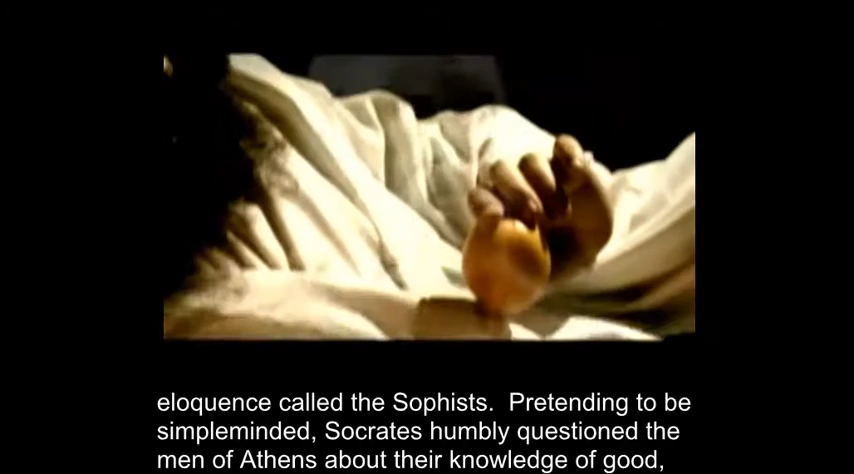 eloquence called the Sophists.  Pretending to be
simpleminded, Socrates humbly questioned the
men of Athens about their knowledge of good,